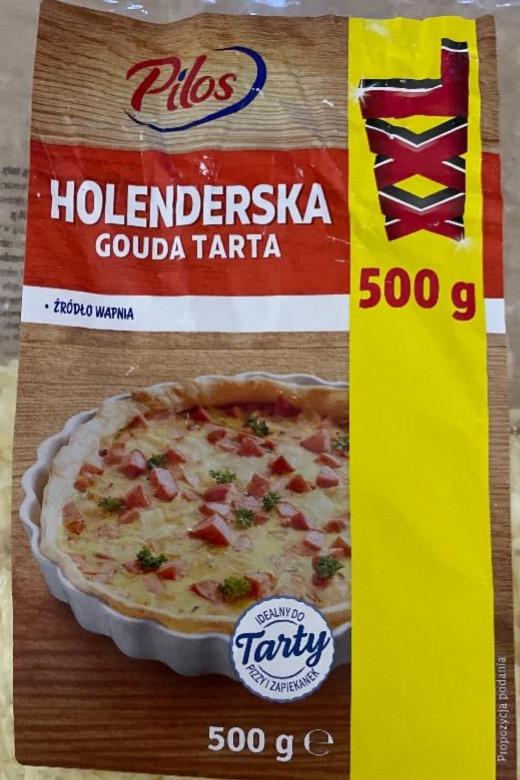 Pilos
XXL
HOLENDERSKA
GOUDA TARTA
500 g
• ŹRÓDŁO WAPNIA
IDEALNY DO
Tarty
PIZZY I ZAPIEKANEK
500 g ℮
Propozycja podania